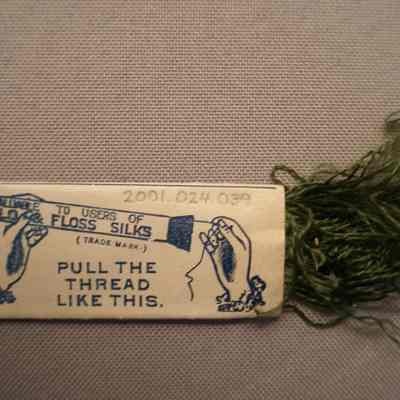 2001.024.039
TO USERS OF
FLOSS SILKS
(TRADE MARK.)
PULL THE
THREAD
LIKE THIS.